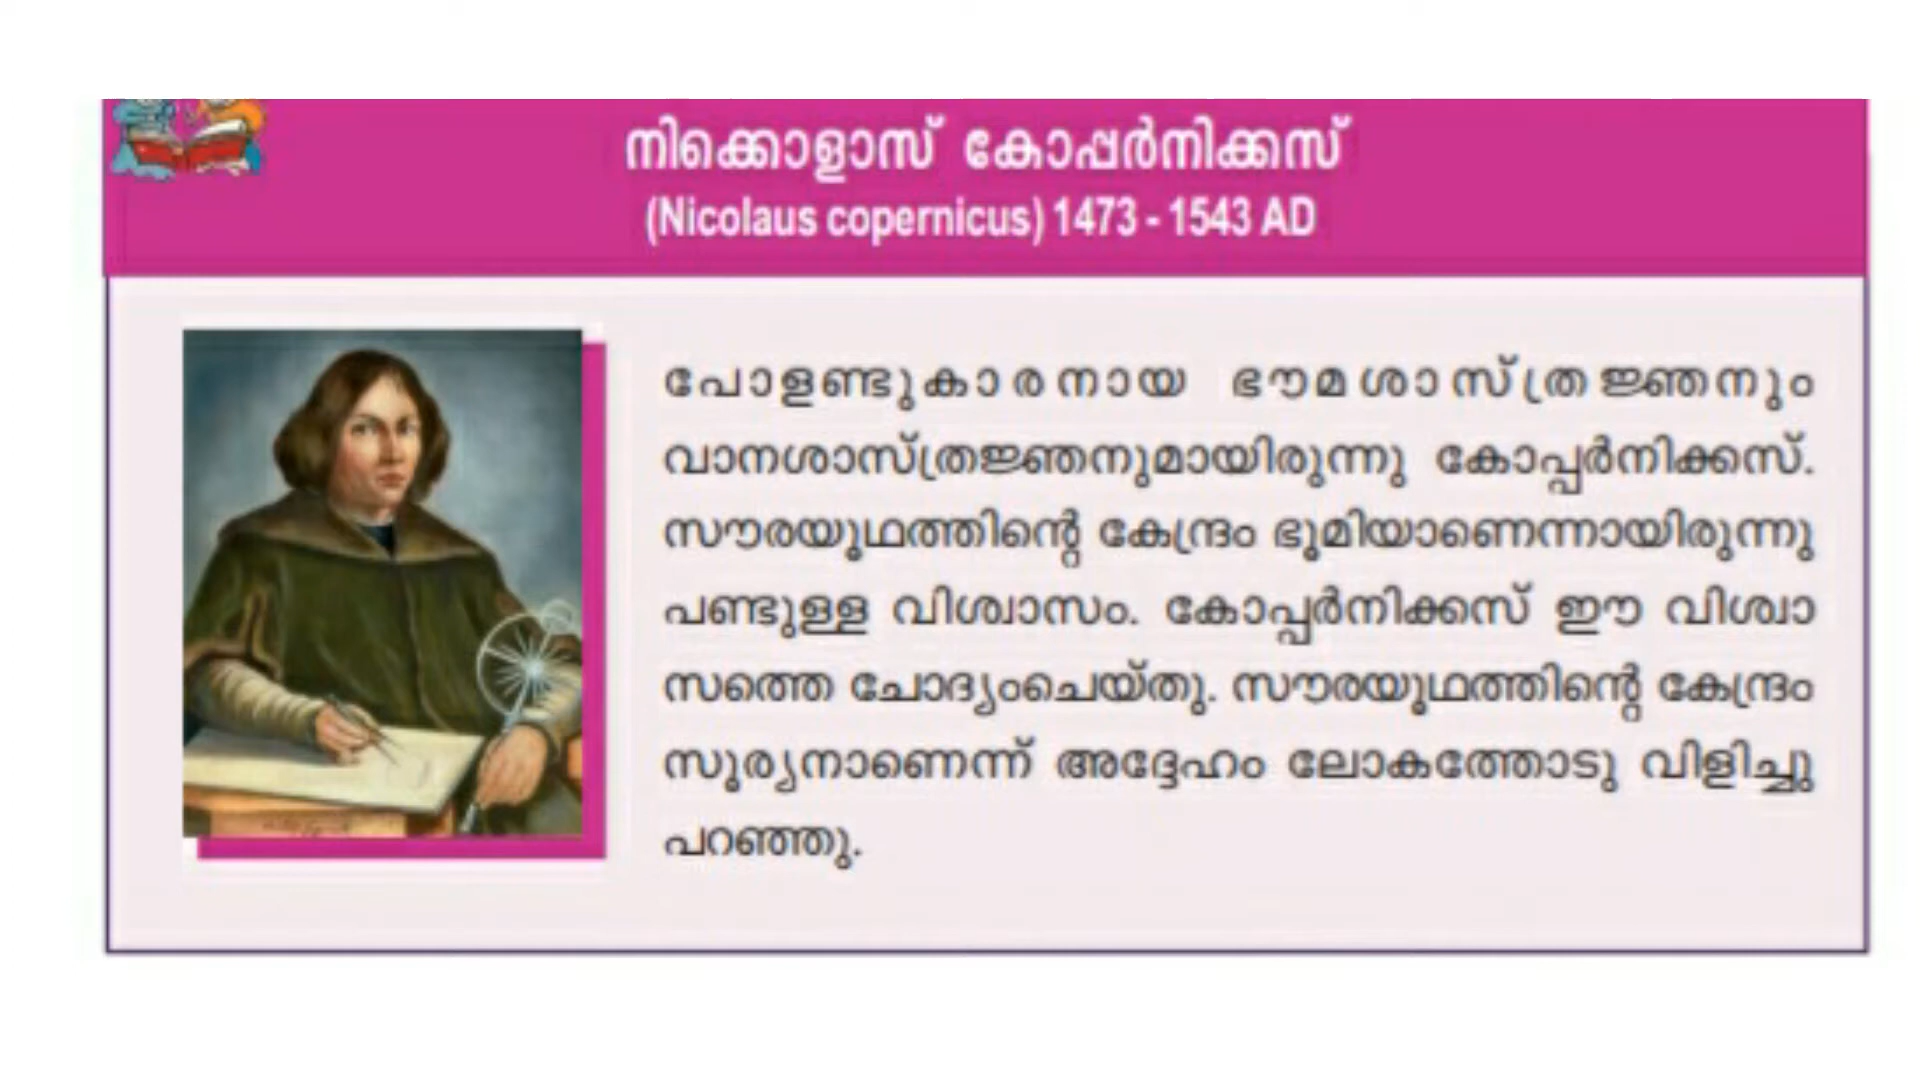 നിക്കൊളാസ് കോപ്പർനിക്കസ്
(Nicolaus copernicus) 1473 - 1543 AD
പോളണ്ടുകാരനായ ഭൗമശാസ്ത്രജ്ഞനും
വാനശാസ്ത്രജ്ഞനുമായിരുന്നു കോപ്പർനിക്കസ്.
സൗരയൂഥത്തിന്റെ കേന്ദ്രം ഭൂമിയാണെന്നായിരുന്നു
പണ്ടുള്ള വിശ്വാസം. കോപ്പർനിക്കസ് ഈ വിശ്വാ
സത്തെ ചോദ്യംചെയ്തു. സൗരയൂഥത്തിന്റെ കേന്ദ്രം
സൂര്യനാണെന്ന് അദ്ദേഹം ലോകത്തോടു വിളിച്ചു
പറഞ്ഞു.